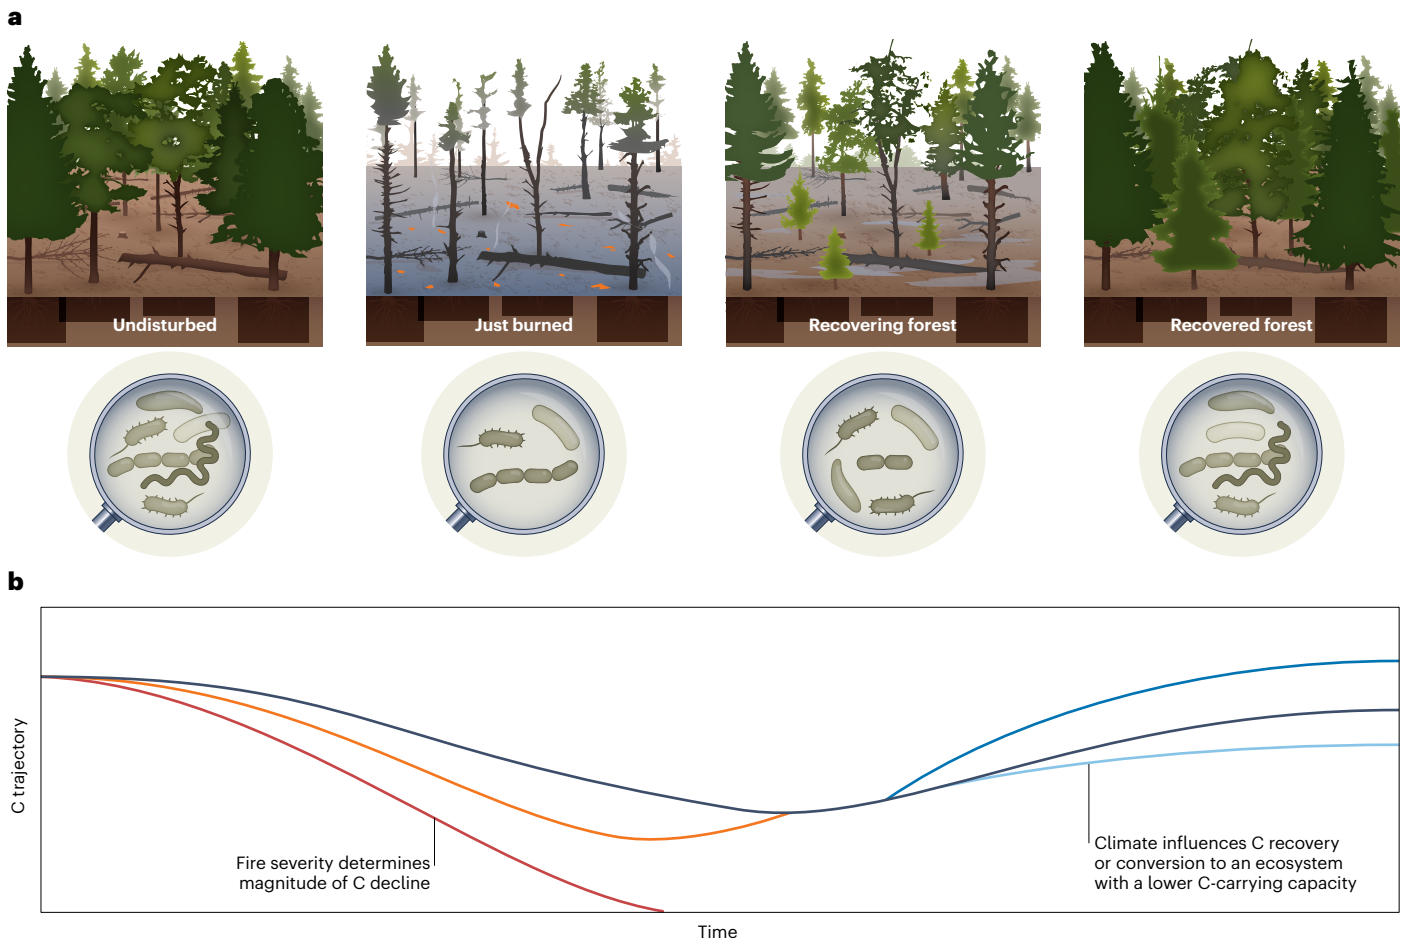 a
Undisturbed
Just burned
Recovering forest
Recovered forest
b
C trajectory
Fire severity determines
magnitude of C decline
Climate influences C recovery
or conversion to an ecosystem
with a lower C-carrying capacity
Time